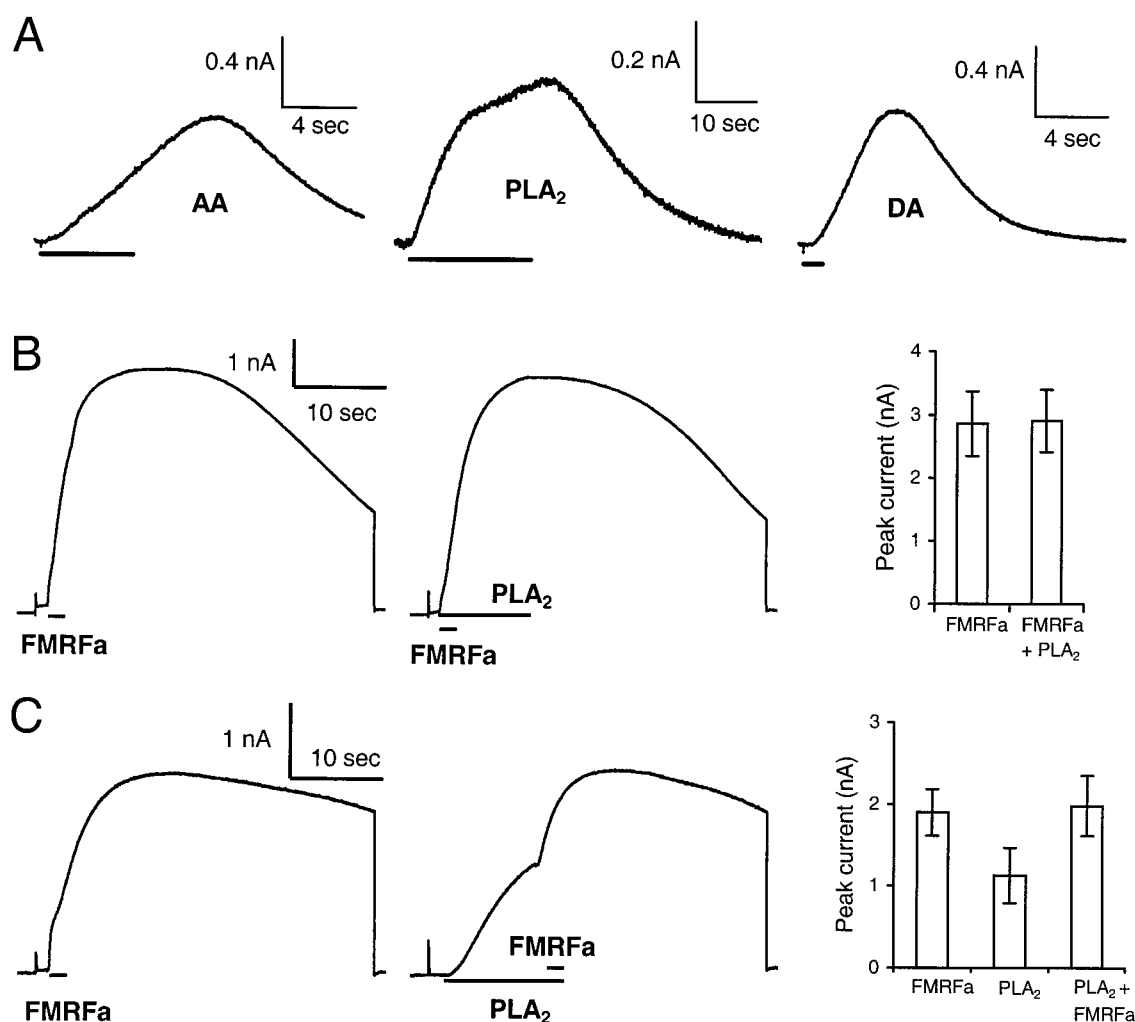 A
0.4 nA
4 sec
AA
0.2 nA
10 sec
PLA2
0.4 nA
4 sec
DA
B
1 nA
10 sec
FMRFa
PLA2
FMRFa
Peak current (nA)
4
3
2
1
0
FMRFa
FMRFa
+ PLA2
C
1 nA
10 sec
FMRFa
FMRFa
PLA2
Peak current (nA)
3
2
1
0
FMRFa
PLA2
PLA2 +
FMRFa